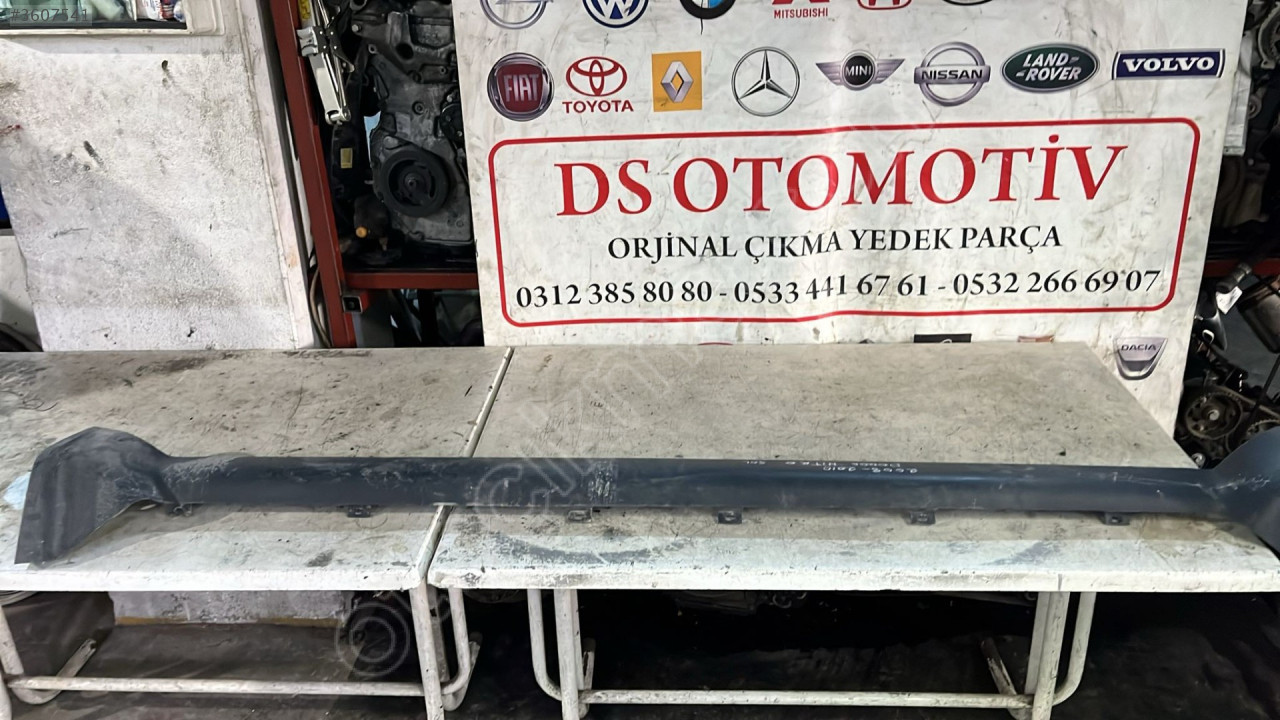 #3607541
MITSUBISHI
FIAT
TOYOTA
MINI
NISSAN
LAND ROVER
VOLVO
DS OTOMOTİV
ORJİNAL ÇIKMA YEDEK PARÇA
0312 385 80 80 - 0533 441 67 61 - 0532 266 69 07
DACIA